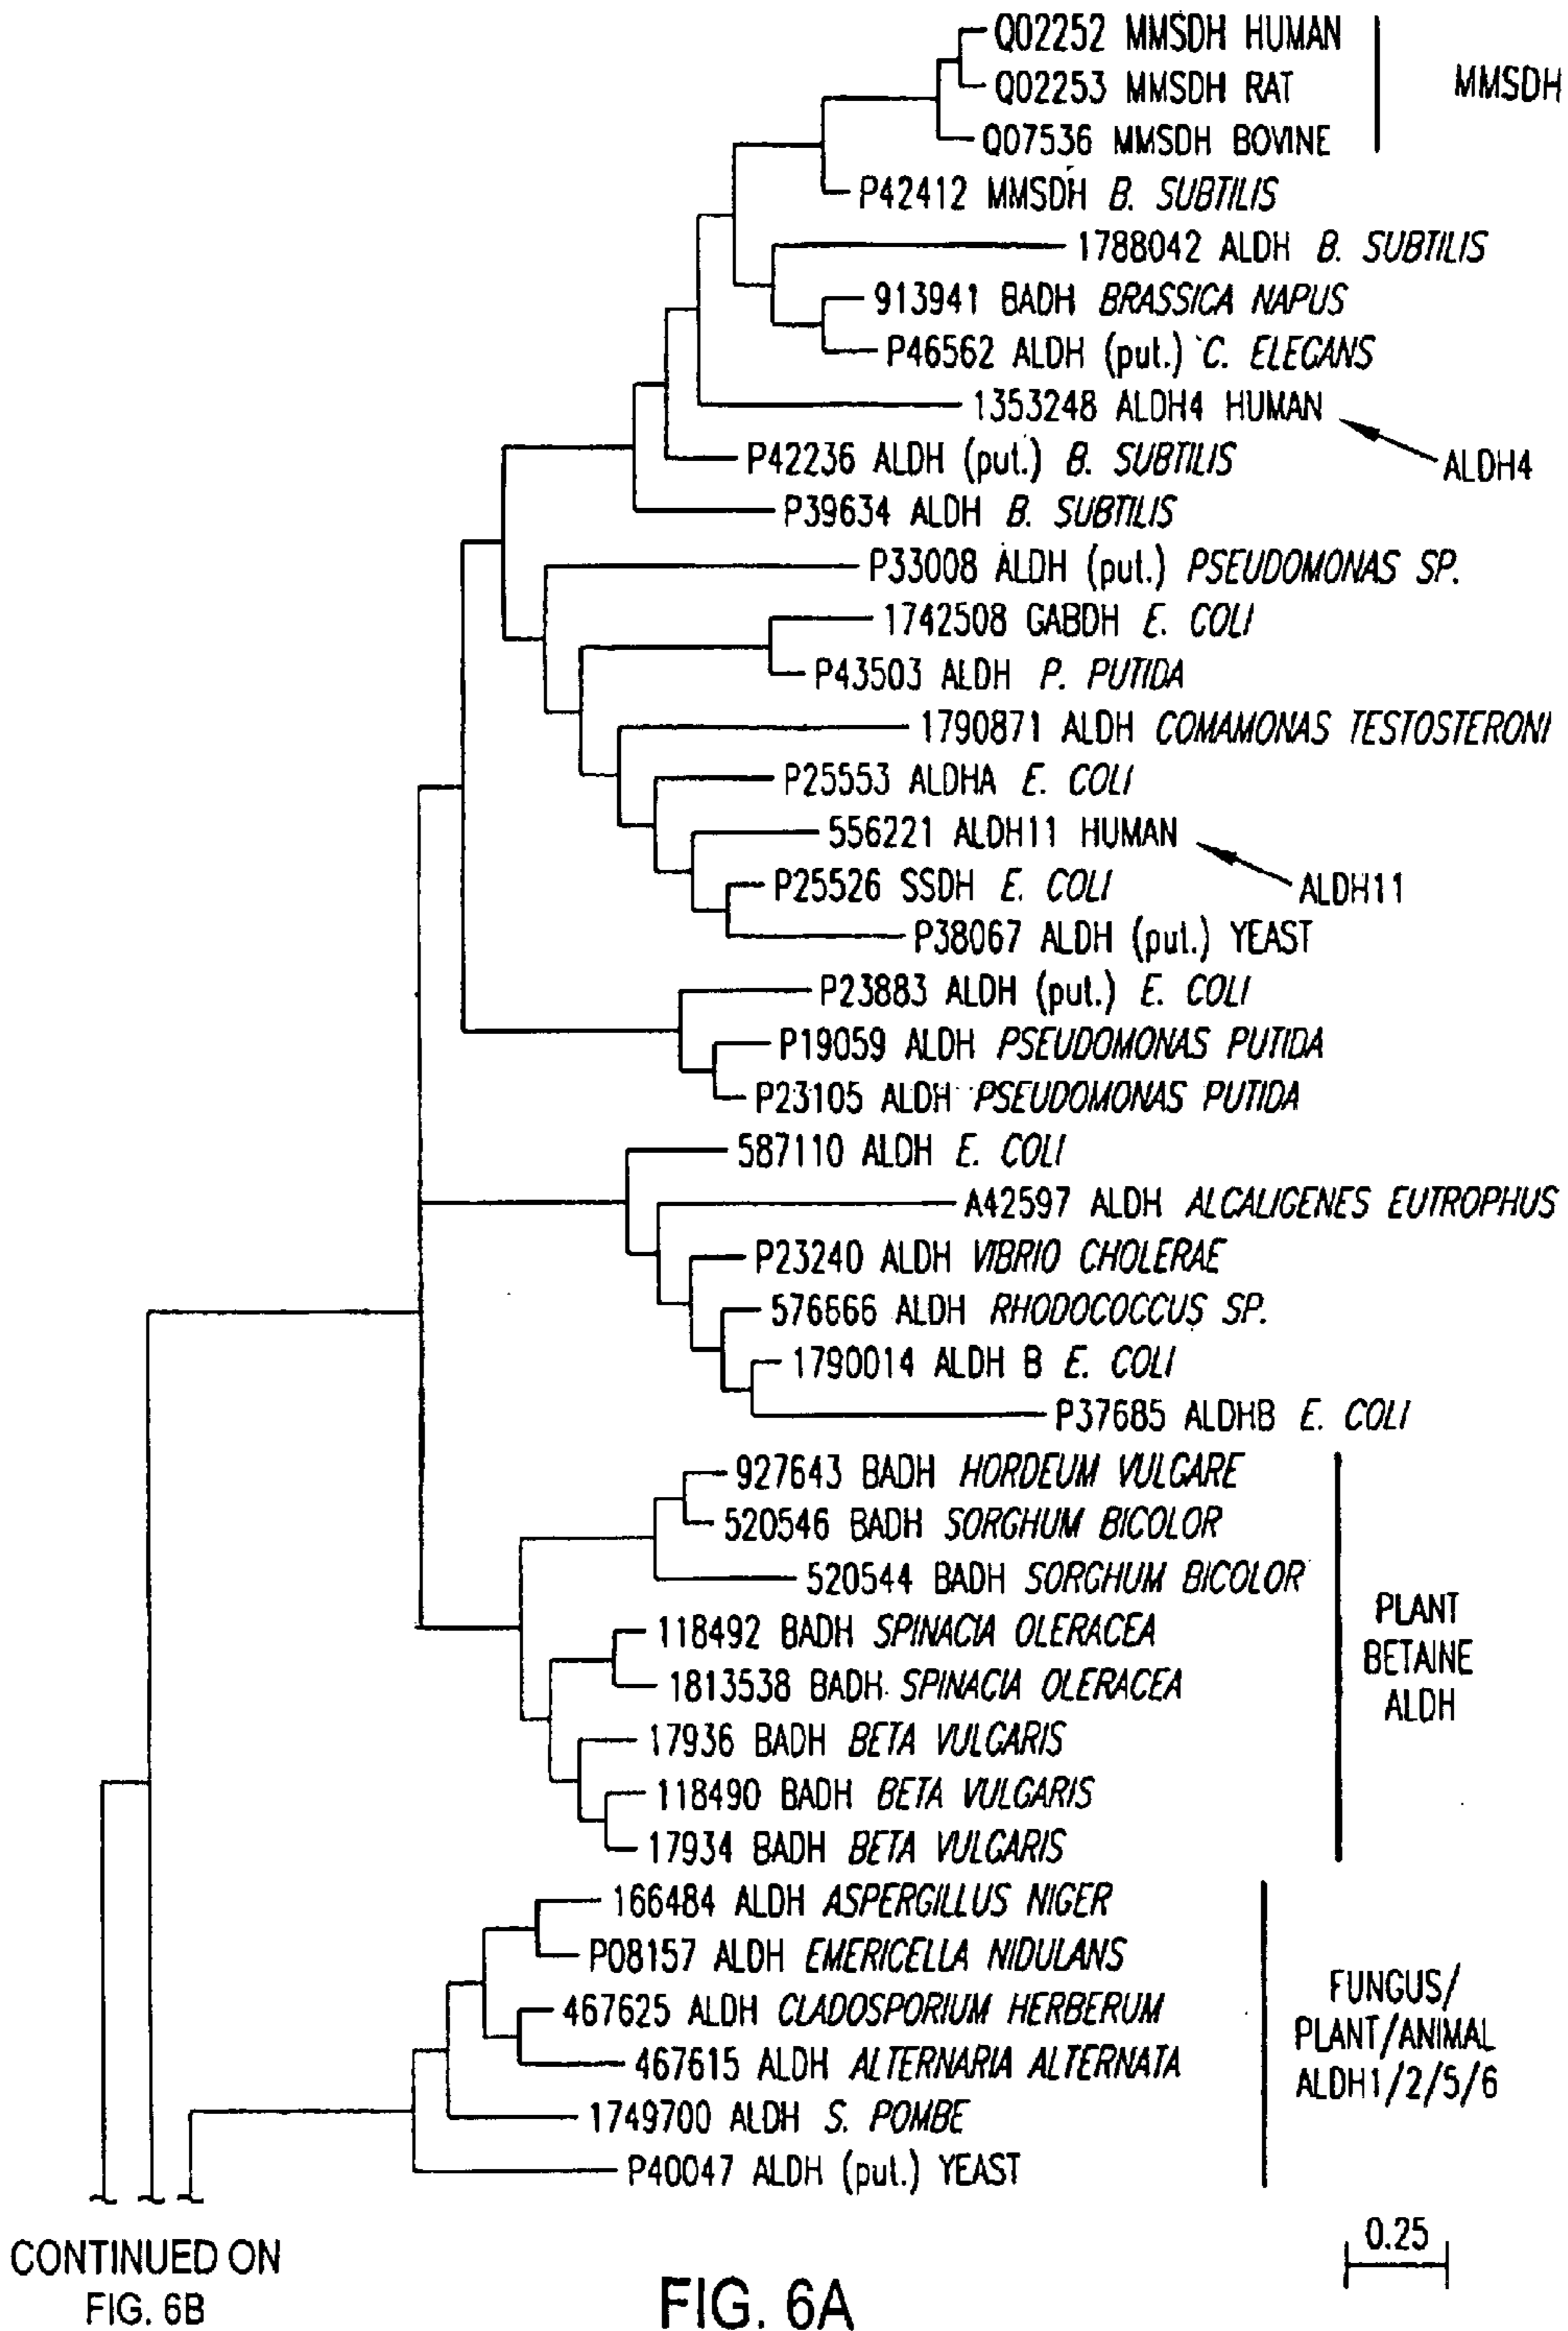 Q02252 MMSDH HUMAN
Q02253 MMSDH RAT
MMSDH
Q07536 MMSDH BOVINE
P42412 MMSDH B. SUBTILIS
1788042 ALDH B. SUBTILIS
913941 BADH BRASSICA NAPUS
P46562 ALDH (put.) C. ELEGANS
1353248 ALDH4 HUMAN
P42236 ALDH (put.) B. SUBTILIS
ALDH4
P39634 ALDH B. SUBTILIS
P33008 ALDH (put.) PSEUDOMONAS SP.
1742508 GABDH E. COLI
P43503 ALDH P. PUTIDA
1790871 ALDH COMAMONAS TESTOSTERONI
P25553 ALDHA E. COLI
556221 ALDH11 HUMAN
P25526 SSDH E. COLI
ALDH11
P38067 ALDH (put.) YEAST
P23883 ALDH (put.) E. COLI
P19059 ALDH PSEUDOMONAS PUTIDA
P23105 ALDH PSEUDOMONAS PUTIDA
587110 ALDH E. COLI
A42597 ALDH ALCALIGENES EUTROPHUS
P23240 ALDH VIBRIO CHOLERAE
576666 ALDH RHODOCOCCUS SP.
1790014 ALDH B E. COLI
P37685 ALDHB E. COLI
927643 BADH HORDEUM VULGARE
520546 BADH SORGHUM BICOLOR
520544 BADH SORGHUM BICOLOR
118492 BADH SPINACIA OLERACEA
1813538 BADH SPINACIA OLERACEA
PLANT
BETAINE
ALDH
17936 BADH BETA VULGARIS
118490 BADH BETA VULGARIS
17934 BADH BETA VULGARIS
166484 ALDH ASPERGILLUS NIGER
P08157 ALDH EMERICELLA NIDULANS
467625 ALDH CLADOSPORIUM HERBERUM
467615 ALDH ALTERNARIA ALTERNATA
FUNGUS/
PLANT/ANIMAL
ALDH1/2/5/6
1749700 ALDH S. POMBE
P40047 ALDH (put.) YEAST
0.25
CONTINUED ON
FIG. 6B
FIG. 6A